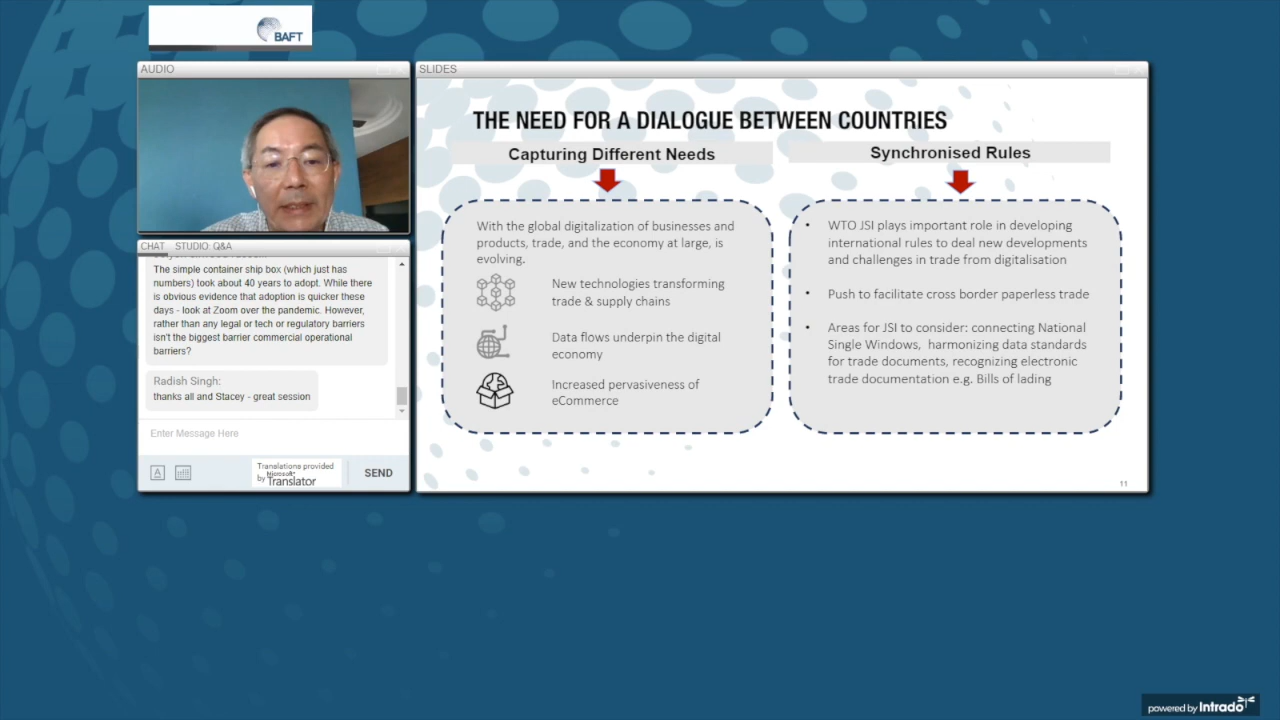 BAFT
AUDIO
CHAT STUDIO: Q&A
The simple container ship box (which just has
numbers) took about 40 years to adopt. While there
is obvious evidence that adoption is quicker these
days - look at Zoom over the pandemic. However,
rather than any legal or tech or regulatory barriers
isn't the biggest barrier commercial operational
barriers?
Radish Singh:
thanks all and Stacey - great session
Enter Message Here
Translations provided
by Microsoft®
Translator
SEND
SLIDES
THE NEED FOR A DIALOGUE BETWEEN COUNTRIES
Capturing Different Needs
With the global digitalization of businesses and
products, trade, and the economy at large, is
evolving.
New technologies transforming
trade & supply chains
Data flows underpin the digital
economy
Increased pervasiveness of
eCommerce
Synchronised Rules
• WTO JSI plays important role in developing
international rules to deal new developments
and challenges in trade from digitalisation
• Push to facilitate cross border paperless trade
• Areas for JSI to consider: connecting National
Single Windows, harmonizing data standards
for trade documents, recognizing electronic
trade documentation e.g. Bills of lading
11
powered by Intrado